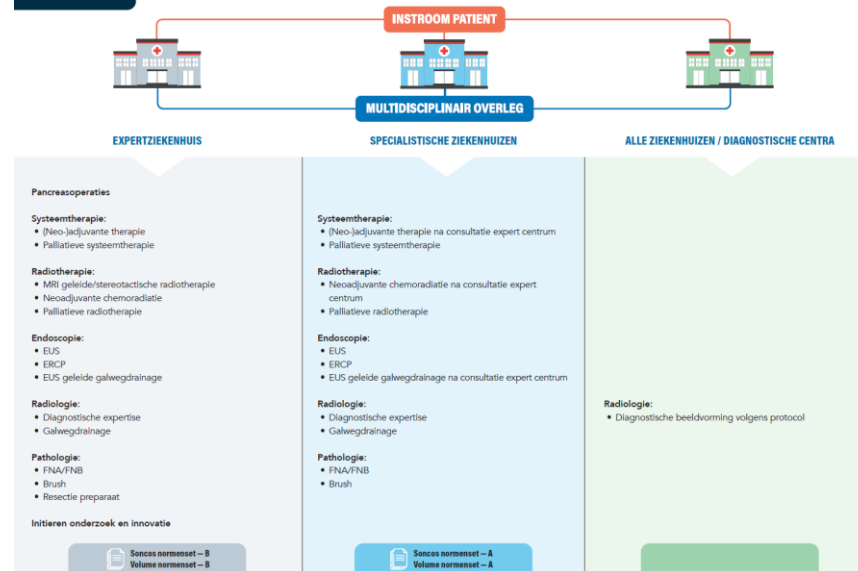 INSTROOM PATIENT
MULTIDISCIPLINAIR OVERLEG
EXPERTZIEKENHUIS
Pancreasoperaties
Systeemtherapie:
• (Neo-)adjuvante therapie
• Palliatieve systeemtherapie
Radiotherapie:
• MRI geleide/stereotactische radiotherapie
• Neoadjuvante chemoradiatie
• Palliatieve radiotherapie
Endoscopie:
• EUS
• ERCP
• EUS geleide galwegdrainage
Radiologie:
• Diagnostische expertise
• Galwegdrainage
Pathologie:
• FNA/FNB
• Brush
• Resectie preparaat
Initieren onderzoek en innovatie
Soncos normenset – B
Volume normenset – B
SPECIALISTISCHE ZIEKENHUIZEN
Systeemtherapie:
• (Neo-)adjuvante therapie na consultatie expert centrum
• Palliatieve systeemtherapie
Radiotherapie:
• Neoadjuvante chemoradiatie na consultatie expert
centrum
• Palliatieve radiotherapie
Endoscopie:
• EUS
• ERCP
• EUS geleide galwegdrainage na consultatie expert centrum
Radiologie:
• Diagnostische expertise
• Galwegdrainage
Pathologie:
• FNA/FNB
• Brush
Soncos normenset – A
Volume normenset – A
ALLE ZIEKENHUIZEN / DIAGNOSTISCHE CENTRA
Radiologie:
• Diagnostische beeldvorming volgens protocol